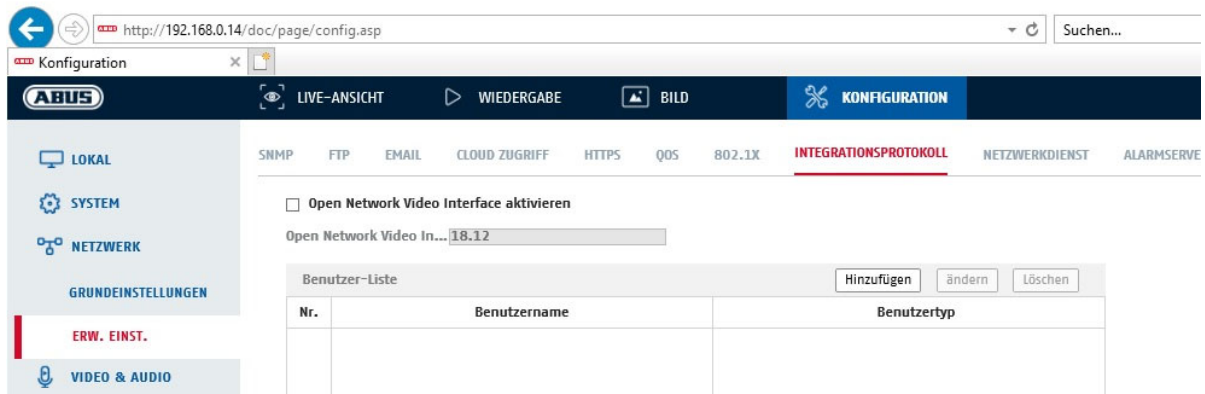 http://192.168.0.14/doc/page/config.asp Suchen...
Konfiguration
ABUS LIVE-ANSICHT WIEDERGABE BILD KONFIGURATION
LOKAL
SYSTEM
NETZWERK
GRUNDEINSTELLUNGEN
ERW. EINST.
VIDEO & AUDIO
SNMP FTP EMAIL CLOUD ZUGRIFF HTTPS QOS 802.1X INTEGRATIONSPROTOKOLL NETZWERKDIENST ALARMSERVE
Open Network Video Interface aktivieren
Open Network Video In... 18.12
Benutzer-Liste Hinzufügen ändern Löschen
Nr. Benutzername Benutzertyp